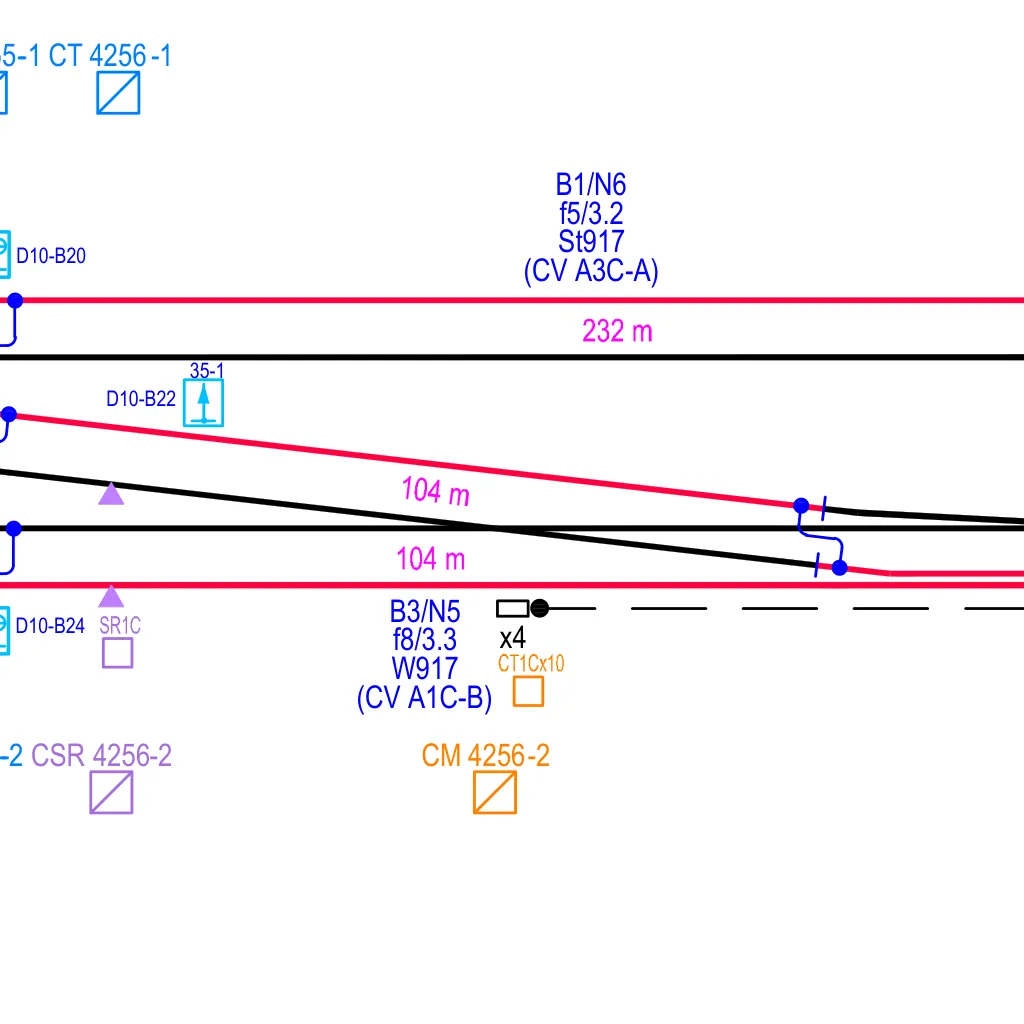 5-1 CT 4256-1
B1/N6
f5/3.2
St917
(CV A3C-A)
D10-B20
232 m
35-1
D10-B22
104 m
104 m
B3/N5
f8/3.3
W917
(CV A1C-B)
D10-B24
SR1C
x4
CT1Cx10
-2 CSR 4256-2
CM 4256-2